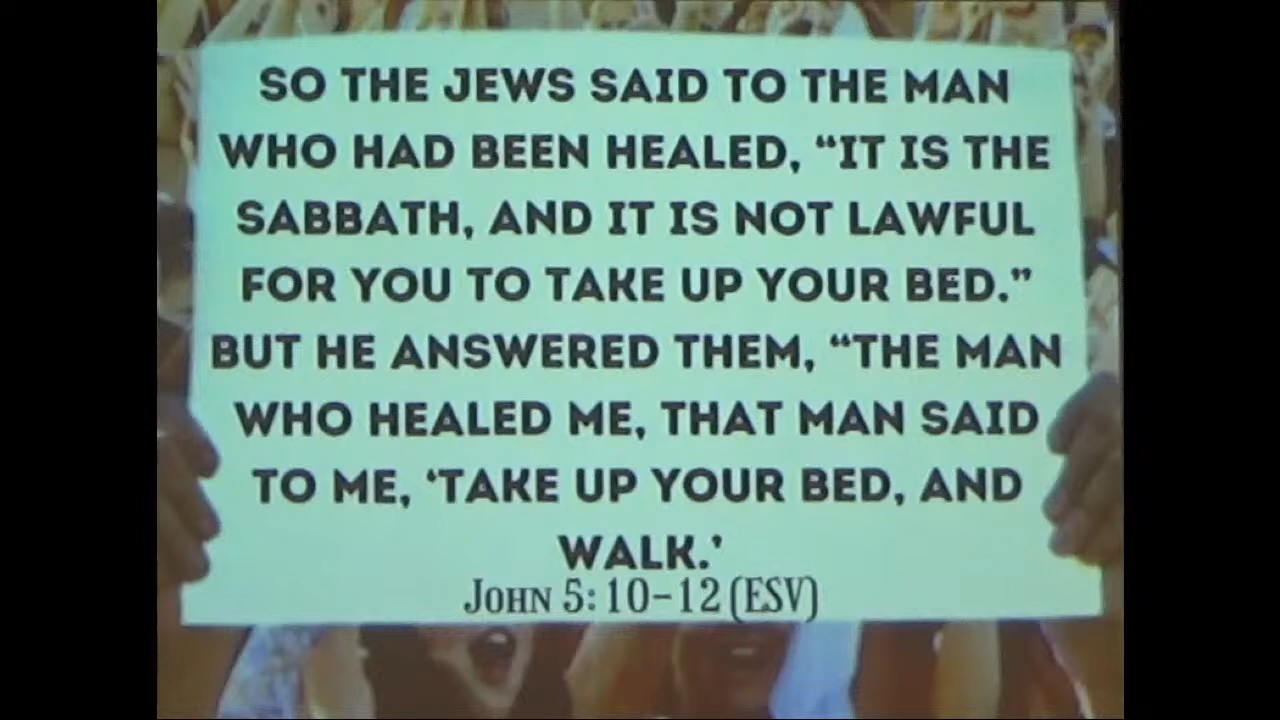 SO THE JEWS SAID TO THE MAN
WHO HAD BEEN HEALED, “IT IS THE
SABBATH, AND IT IS NOT LAWFUL
FOR YOU TO TAKE UP YOUR BED.”
BUT HE ANSWERED THEM, “THE MAN
WHO HEALED ME, THAT MAN SAID
TO ME, ‘TAKE UP YOUR BED, AND
WALK.’
JOHN 5:10-12 (ESV)